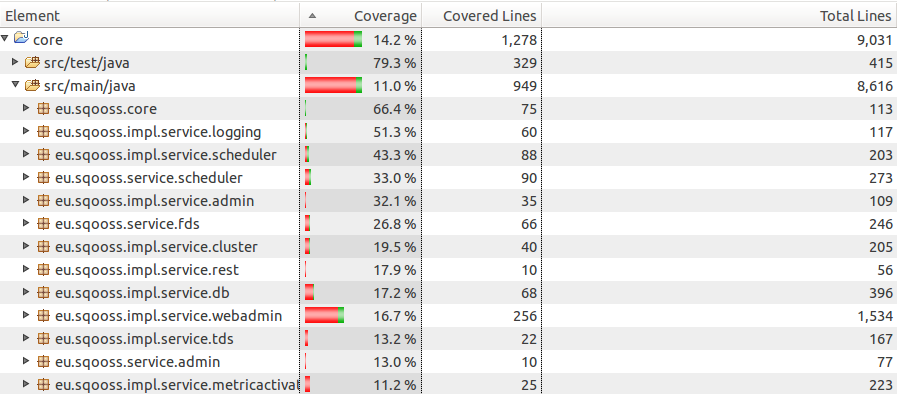 Element Coverage Covered Lines Total Lines
core 14.2 % 1,278 9,031
src/test/java 79.3 % 329 415
src/main/java 11.0 % 949 8,616
eu.sqooss.core 66.4 % 75 113
eu.sqooss.impl.service.logging 51.3 % 60 117
eu.sqooss.impl.service.scheduler 43.3 % 88 203
eu.sqooss.service.scheduler 33.0 % 90 273
eu.sqooss.impl.service.admin 32.1 % 35 109
eu.sqooss.service.fds 26.8 % 66 246
eu.sqooss.impl.service.cluster 19.5 % 40 205
eu.sqooss.impl.service.rest 17.9 % 10 56
eu.sqooss.impl.service.db 17.2 % 68 396
eu.sqooss.impl.service.webadmin 16.7 % 256 1,534
eu.sqooss.impl.service.tds 13.2 % 22 167
eu.sqooss.service.admin 13.0 % 10 77
eu.sqooss.impl.service.metricactivat 11.2 % 25 223